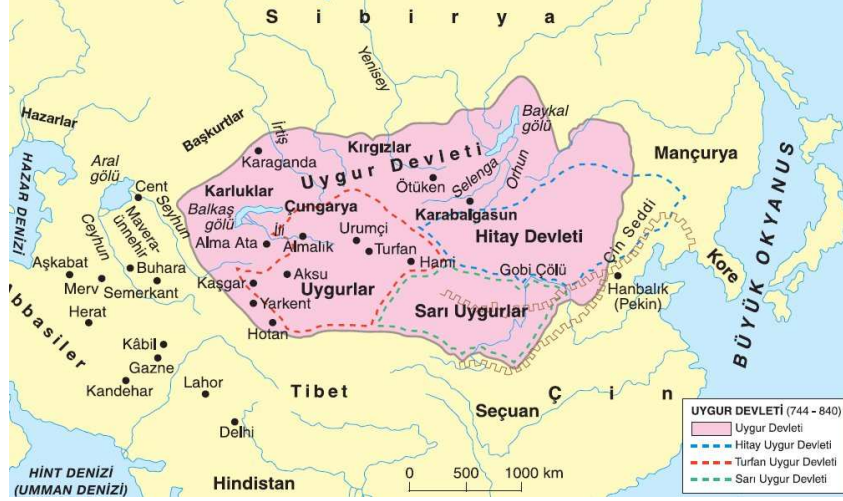 Sibirya
Yenisey
Hazarlar
Başkurtlar
İrtiş
Baykal
gölü
Mançurya
Karaganda
Kırgızlar
Uygur Devleti
Ötüken
Selenga
Orhun
Aral
gölü
Cent
Seyhun
Karluklar
Balkaş
gölü
Çungarya
Karabalgasun
HAZAR DENİZİ
Ceyhun
Mavera-
ünnehir
Alma Ata
İli
Almalık
Urumçi
Turfan
Hitay Devleti
Çin Seddi
Kore
BÜYÜK OKYANUS
Aşkabat
Merv
Buhara
Semerkant
Kaşgar
Aksu
Uygurlar
Hami
Gobi Çölü
Hanbalık
(Pekin)
Abbasiler
Herat
Yarkent
Hotan
Sarı Uygurlar
Kâbil
Gazne
Kandehar
Lahor
Tibet
Seçuan
Çin
Delhi
HİNT DENİZİ
(UMMAN DENİZİ)
Hindistan
0 500 1000 km
UYGUR DEVLETİ (744 - 840)
Uygur Devleti
Hitay Uygur Devleti
Turfan Uygur Devleti
Sarı Uygur Devleti